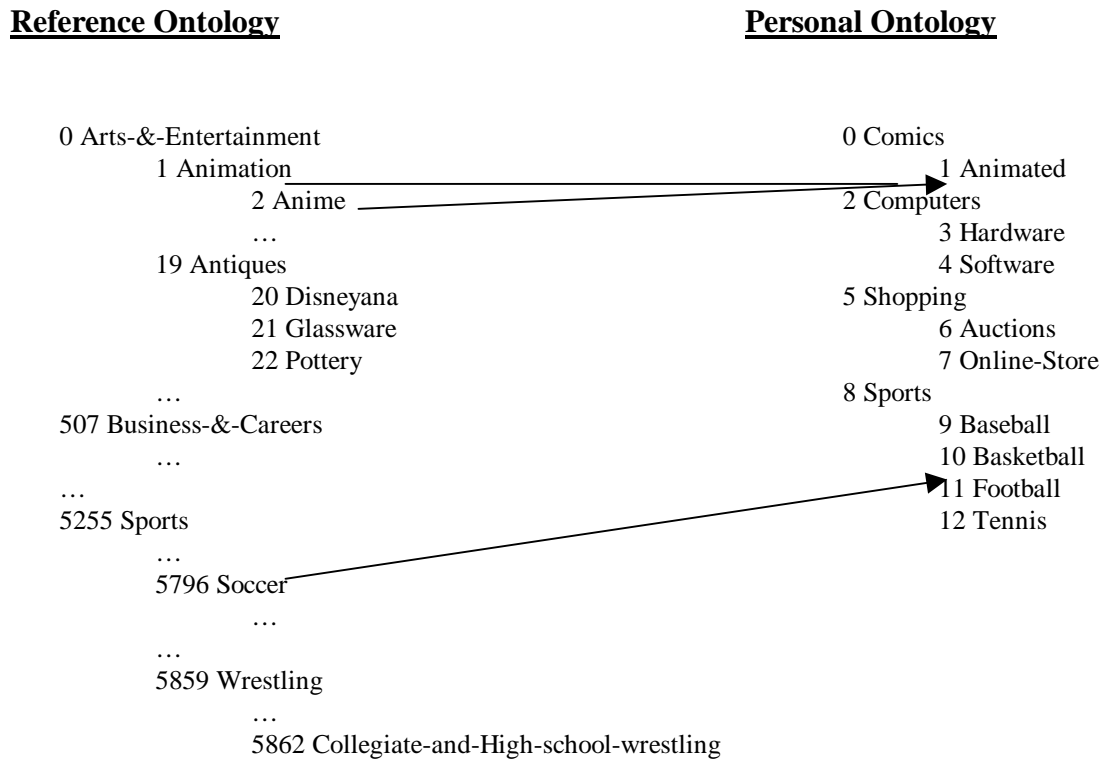 Reference Ontology
0 Arts-&-Entertainment
1 Animation
2 Anime
…
19 Antiques
20 Disneyana
21 Glassware
22 Pottery
…
507 Business-&-Careers
…
…
5255 Sports
…
5796 Soccer
…
…
5859 Wrestling
…
5862 Collegiate-and-High-school-wrestling
Personal Ontology
0 Comics
1 Animated
2 Computers
3 Hardware
4 Software
5 Shopping
6 Auctions
7 Online-Store
8 Sports
9 Baseball
10 Basketball
11 Football
12 Tennis